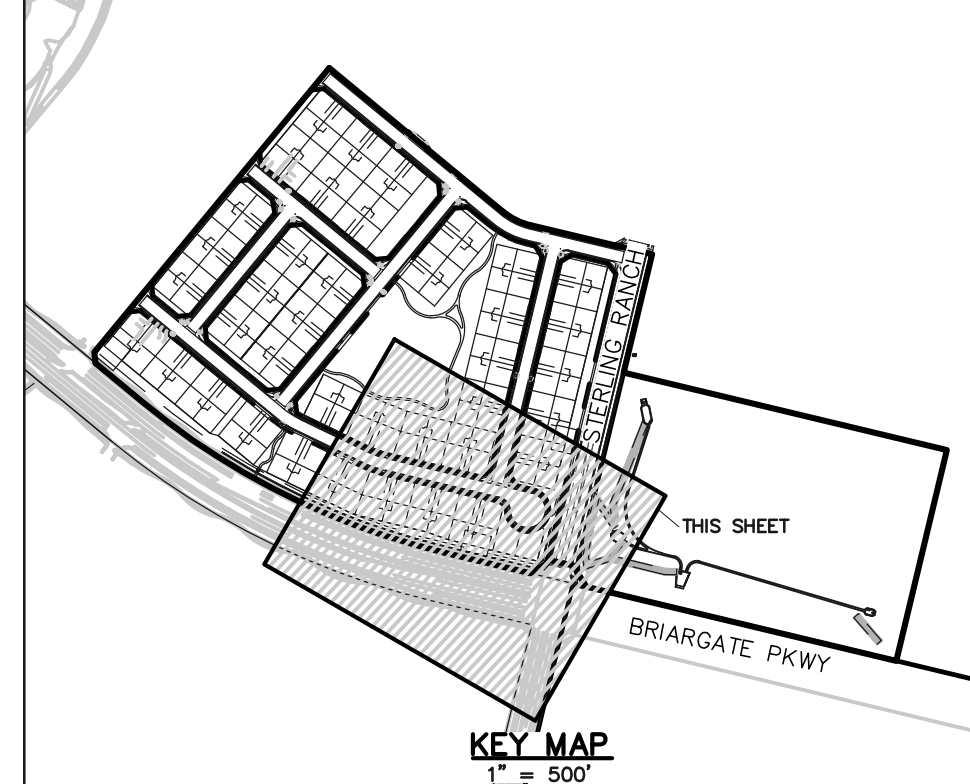 STERLING RANCH
THIS SHEET
BRIARGATE PKWY
KEY MAP
1" = 500'